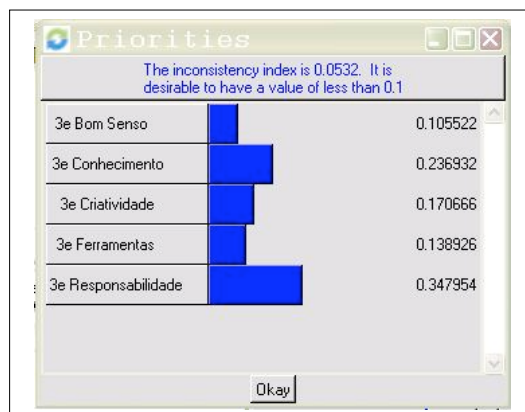 Priorities
The inconsistency index is 0.0532. It is
desirable to have a value of less than 0.1
3e Bom Senso 0.105522
3e Conhecimento 0.236932
3e Criatividade 0.170666
3e Ferramentas 0.138926
3e Responsabilidade 0.347954
Okay